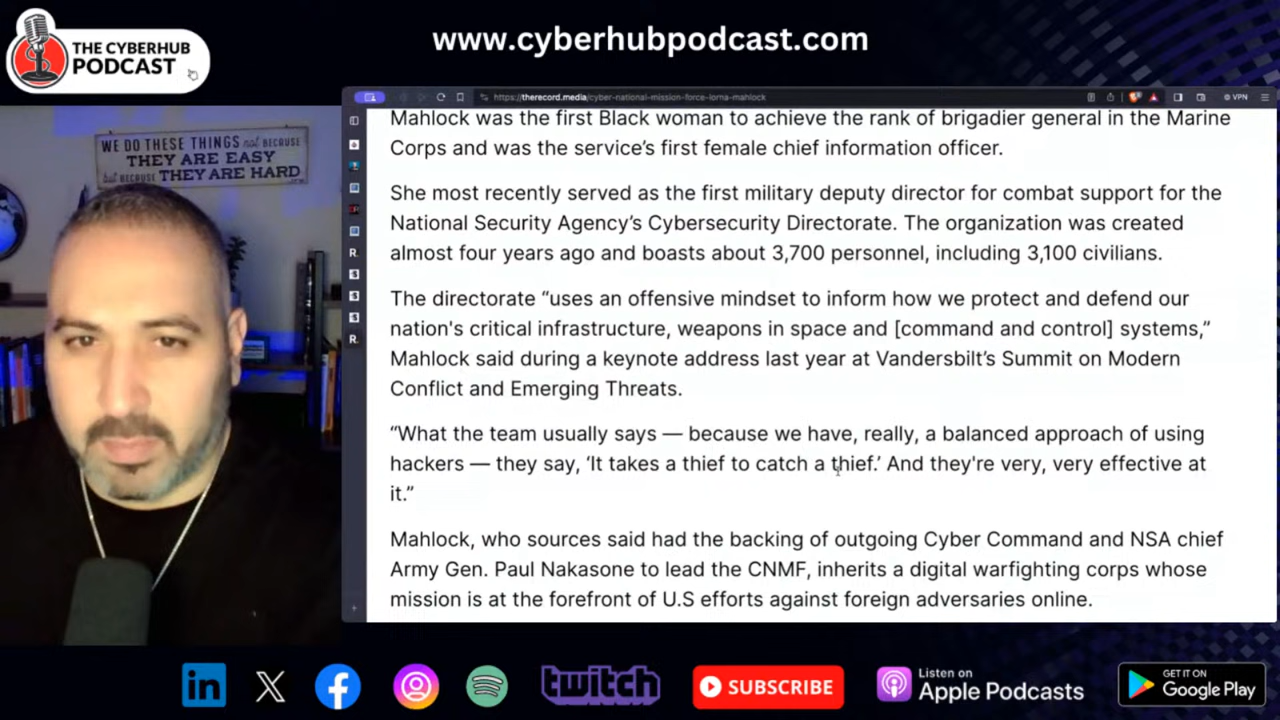 THE CYBERHUB
PODCAST
www.cyberhubpodcast.com
WE DO THESE THINGS not BECAUSE
THEY ARE EASY
but BECAUSE THEY ARE HARD
https://therecord.media/cyber-national-mission-force-lorna-mahlock
VPN
Mahlock was the first Black woman to achieve the rank of brigadier general in the Marine
Corps and was the service’s first female chief information officer.
She most recently served as the first military deputy director for combat support for the
National Security Agency’s Cybersecurity Directorate. The organization was created
almost four years ago and boasts about 3,700 personnel, including 3,100 civilians.
The directorate “uses an offensive mindset to inform how we protect and defend our
nation's critical infrastructure, weapons in space and [command and control] systems,”
Mahlock said during a keynote address last year at Vandersbilt’s Summit on Modern
Conflict and Emerging Threats.
“What the team usually says — because we have, really, a balanced approach of using
hackers — they say, ‘It takes a thief to catch a thief.’ And they're very, very effective at
it.”
Mahlock, who sources said had the backing of outgoing Cyber Command and NSA chief
Army Gen. Paul Nakasone to lead the CNMF, inherits a digital warfighting corps whose
mission is at the forefront of U.S efforts against foreign adversaries online.
R.
R.
in
X
f
twitch
SUBSCRIBE
Listen on
Apple Podcasts
GET IT ON
Google Play